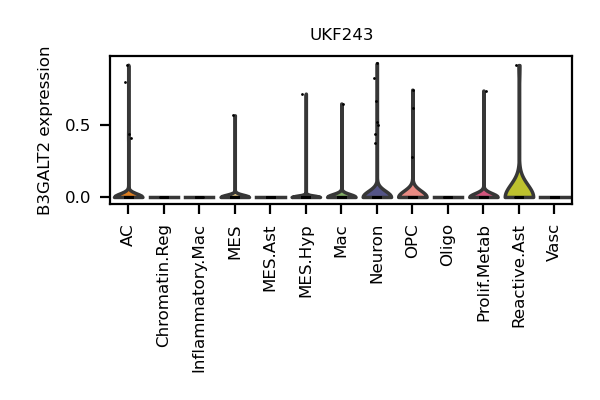 UKF243
B3GALT2 expression
0.5
0.0
AC
Chromatin.Reg
Inflammatory.Mac
MES
MES.Ast
MES.Hyp
Mac
Neuron
OPC
Oligo
Prolif.Metab
Reactive.Ast
Vasc